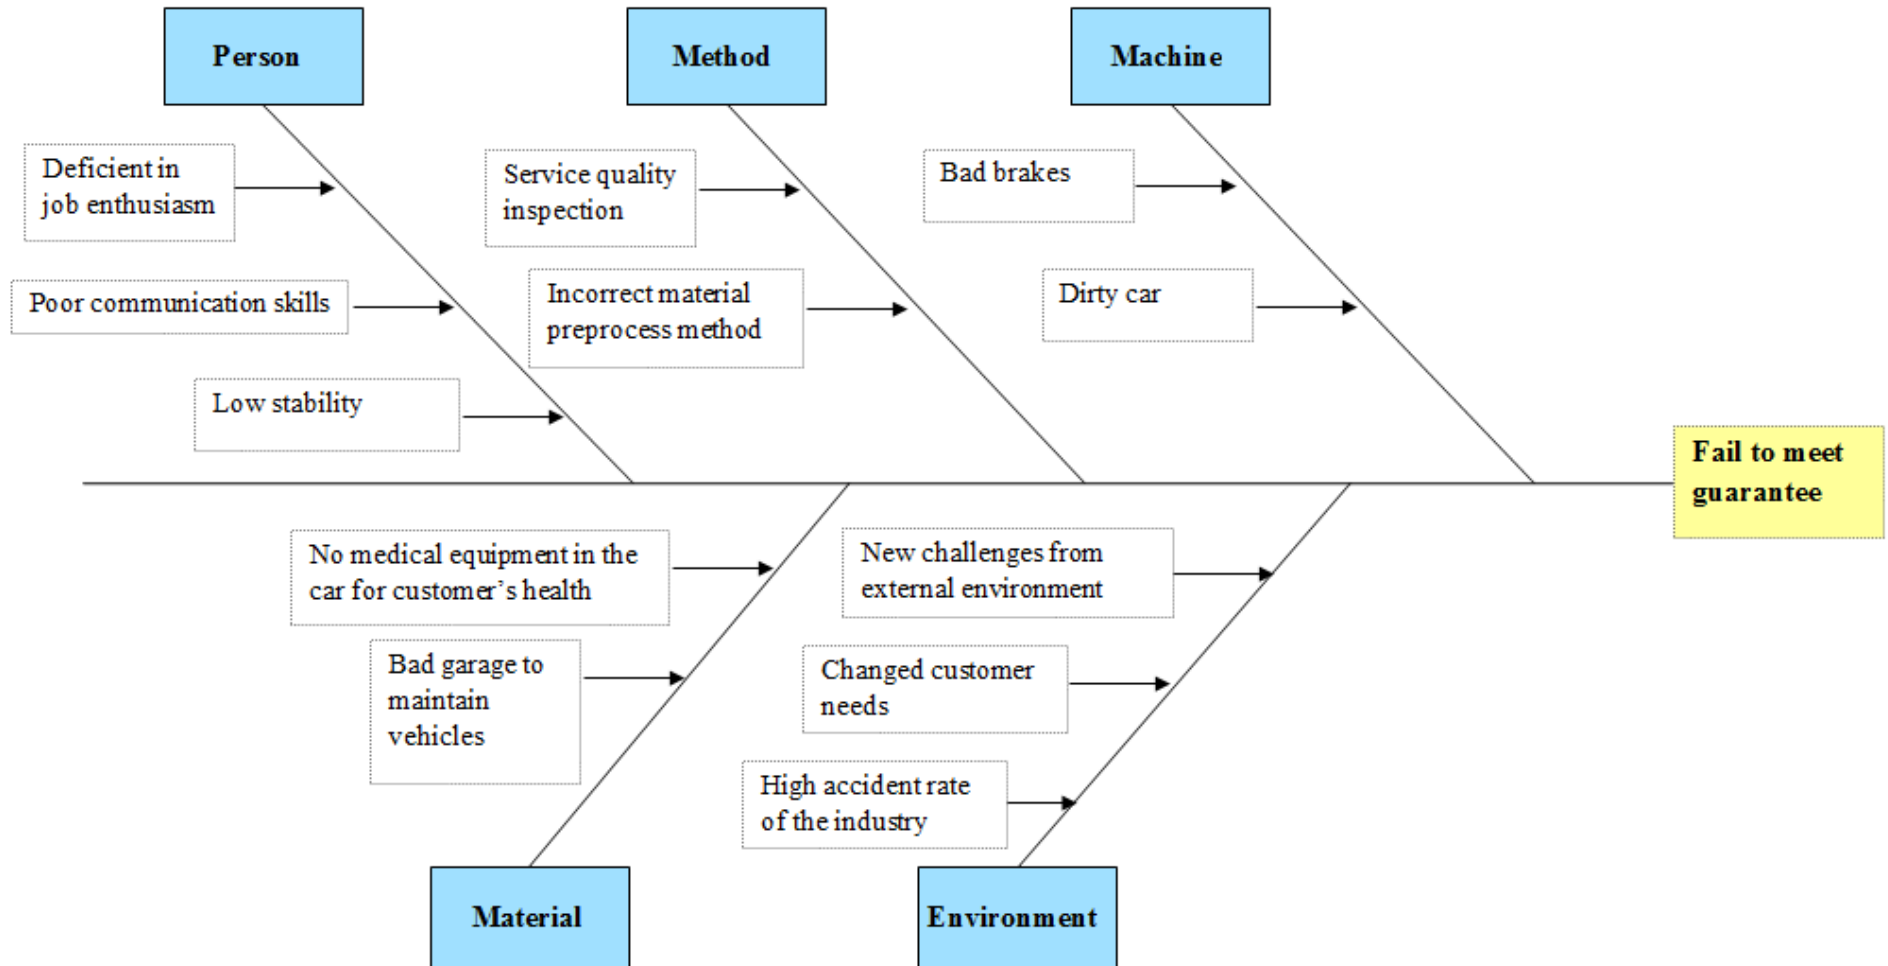 Person
Method
Machine
Deficient in
job enthusiasm
Service quality
inspection
Bad brakes
Poor communication skills
Incorrect material
preprocess method
Dirty car
Low stability
Fail to meet
guarantee
No medical equipment in the
car for customer’s health
New challenges from
external environment
Bad garage to
maintain
vehicles
Changed customer
needs
High accident rate
of the industry
Material
Environment